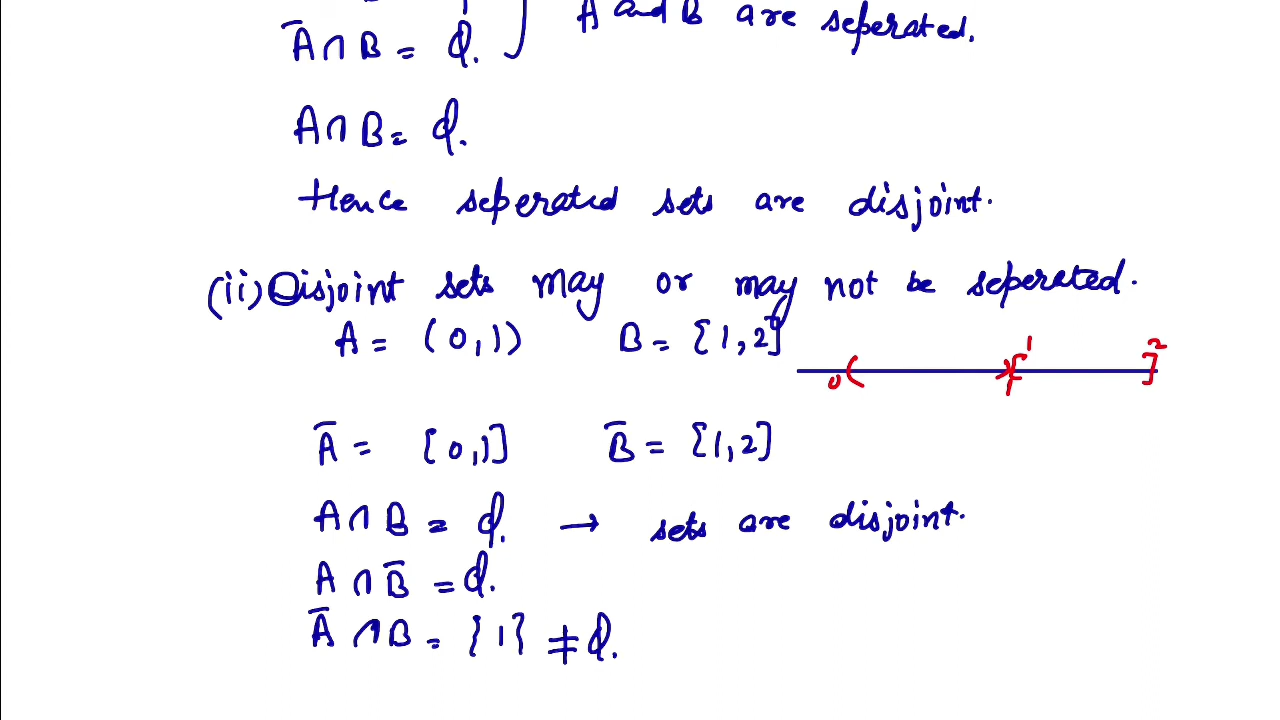 A and B are seperated.
Ā ∩ B = φ.
A ∩ B = φ.
Hence seperated sets are disjoint.
(ii) Disjoint sets may or may not be seperated.
A = (0,1) B = [1,2]
0 ( ) [ 1 ] 2
Ā = [0,1] B̄ = [1,2]
A ∩ B = φ. → sets are disjoint.
A ∩ B̄ = φ.
Ā ∩ B = {1} ≠ φ.